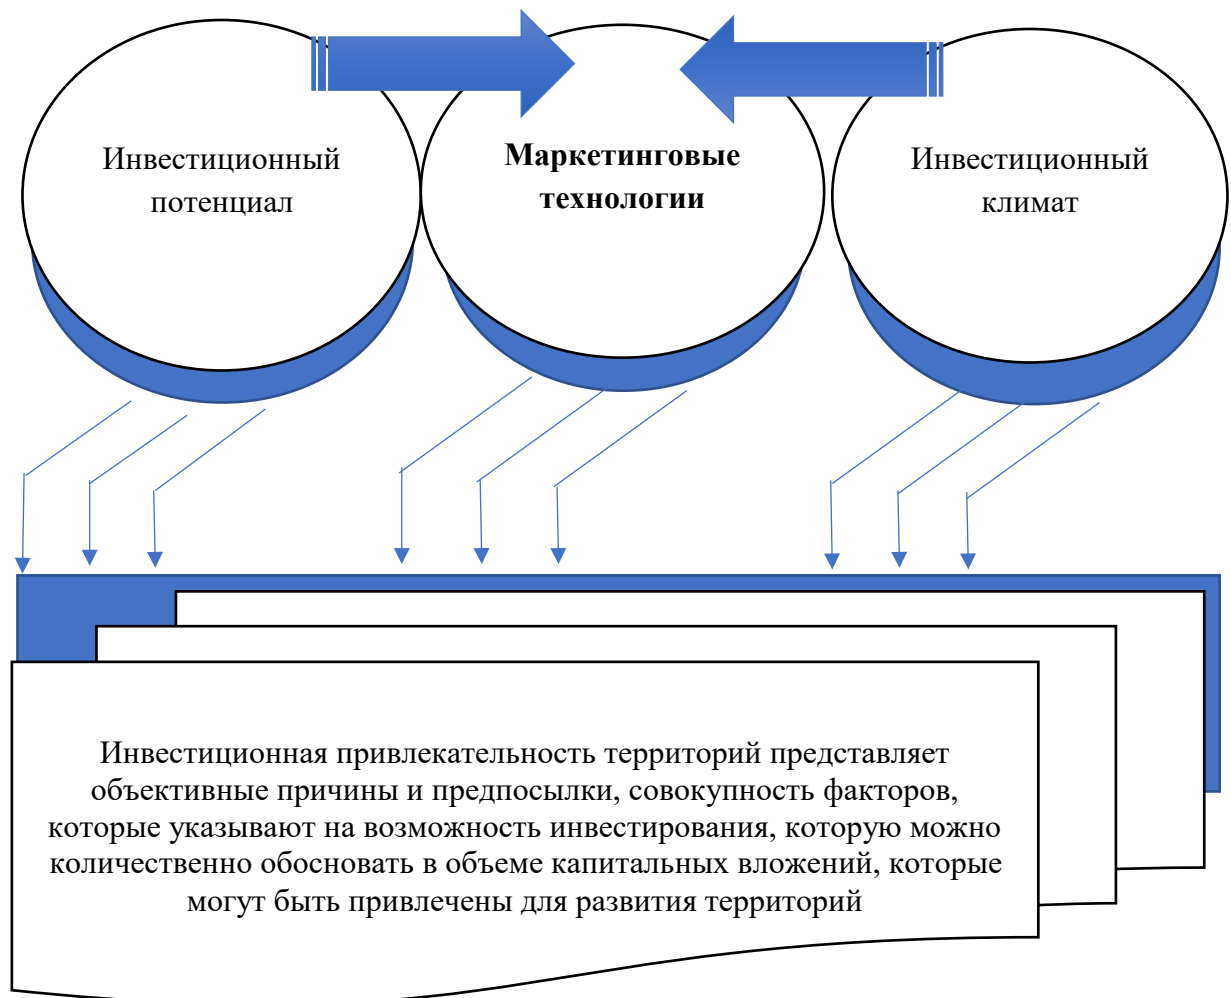 Инвестиционный
потенциал
Маркетинговые
технологии
Инвестиционный
климат
Инвестиционная привлекательность территорий представляет
объективные причины и предпосылки, совокупность факторов,
которые указывают на возможность инвестирования, которую можно
количественно обосновать в объеме капитальных вложений, которые
могут быть привлечены для развития территорий